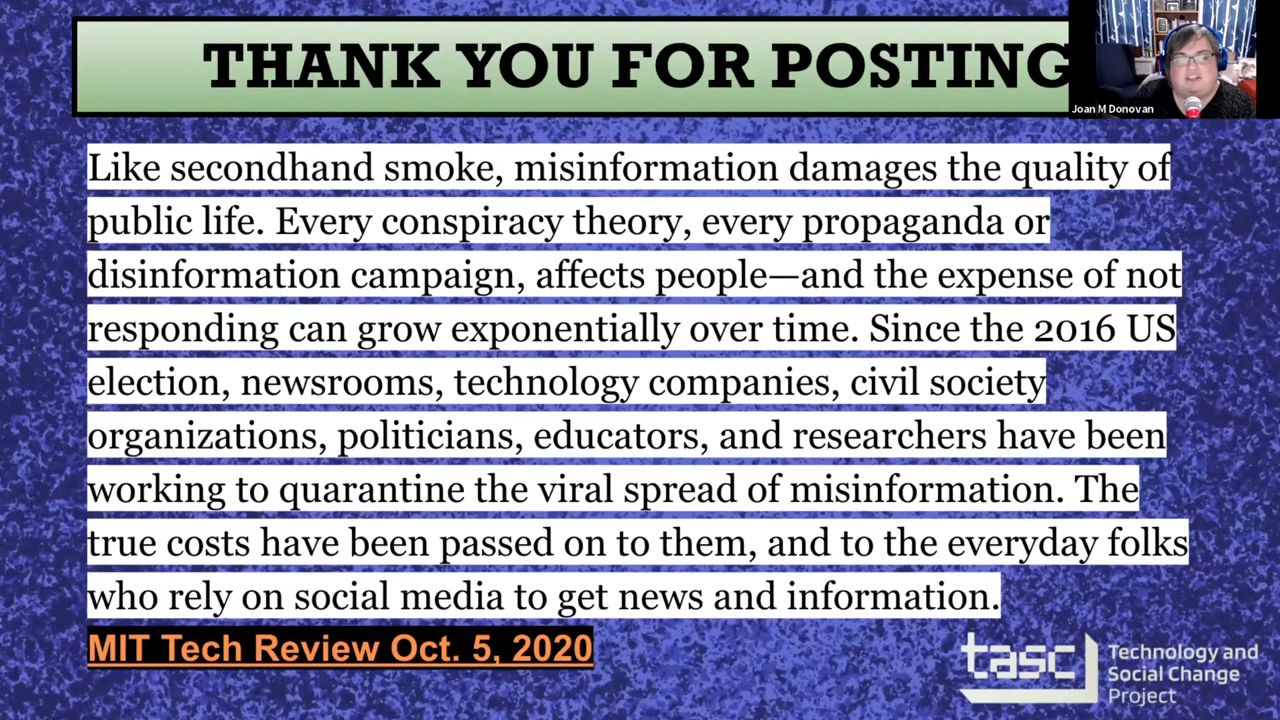 THANK YOU FOR POSTING
Joan M Donovan
Like secondhand smoke, misinformation damages the quality of
public life. Every conspiracy theory, every propaganda or
disinformation campaign, affects people—and the expense of not
responding can grow exponentially over time. Since the 2016 US
election, newsrooms, technology companies, civil society
organizations, politicians, educators, and researchers have been
working to quarantine the viral spread of misinformation. The
true costs have been passed on to them, and to the everyday folks
who rely on social media to get news and information.
MIT Tech Review Oct. 5, 2020
tasc
Technology and
Social Change
Project